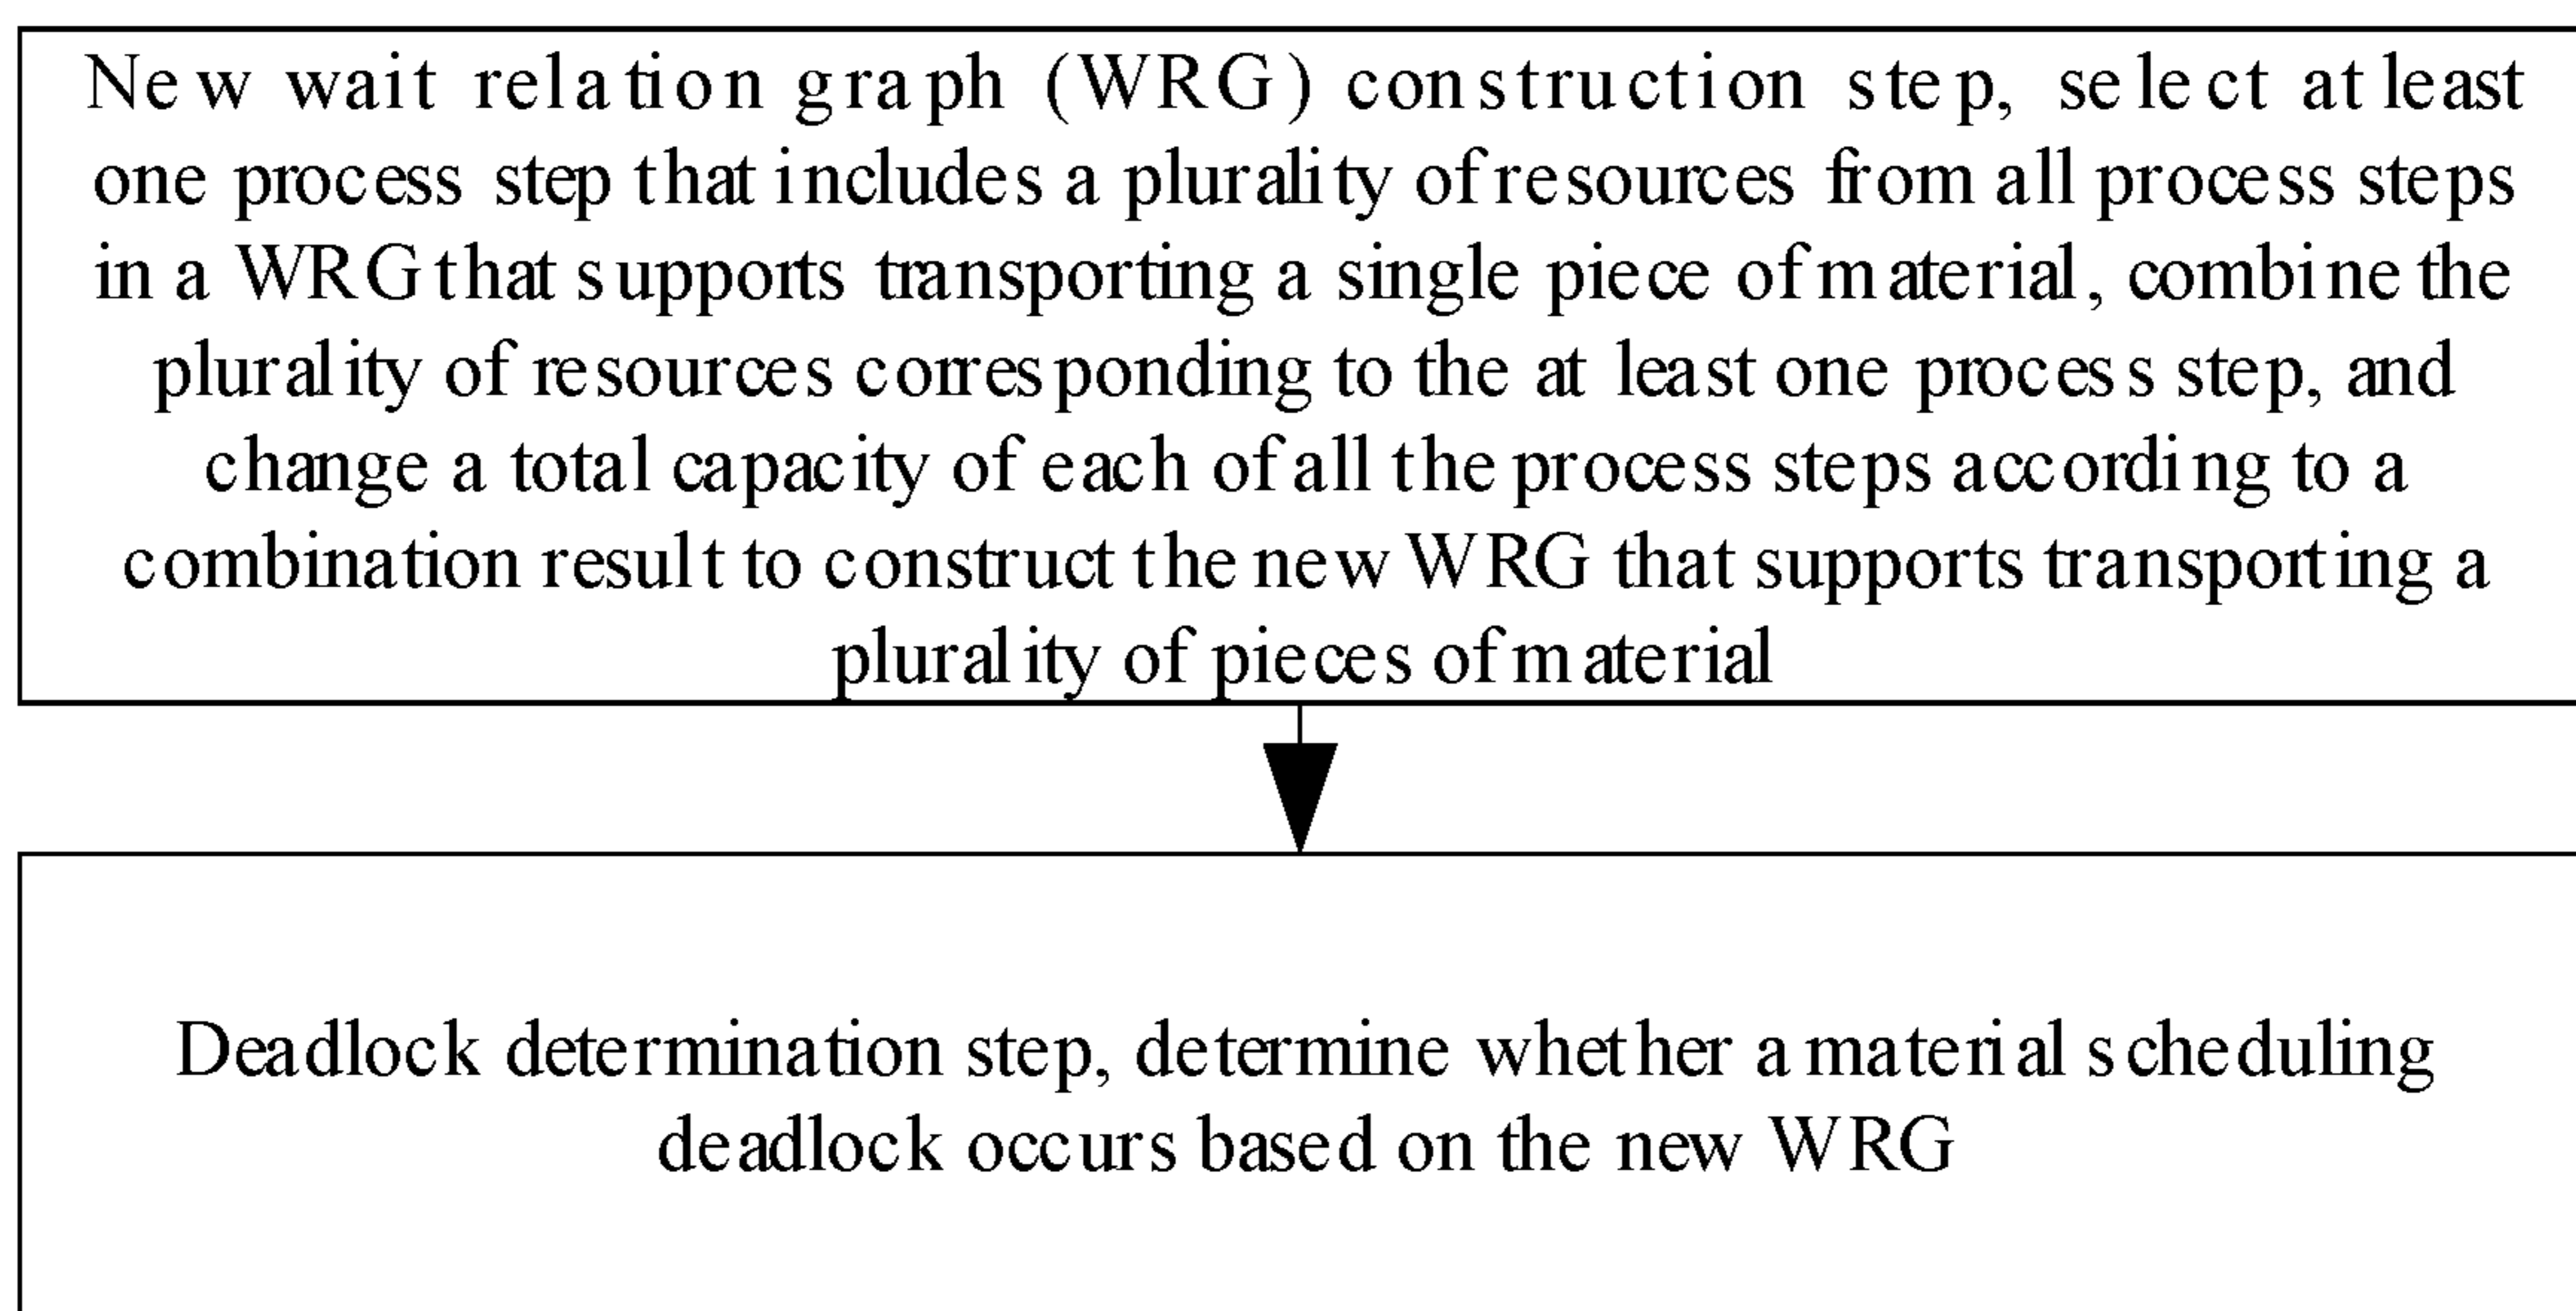 New wait relation graph (WRG) construction step, select at least
one process step that includes a plurality of resources from all process steps
in a WRG that supports transporting a single piece of material, combine the
plurality of resources corresponding to the at least one process step, and
change a total capacity of each of all the process steps according to a
combination result to construct the new WRG that supports transporting a
plurality of pieces of material
Deadlock determination step, determine whether a material scheduling
deadlock occurs based on the new WRG